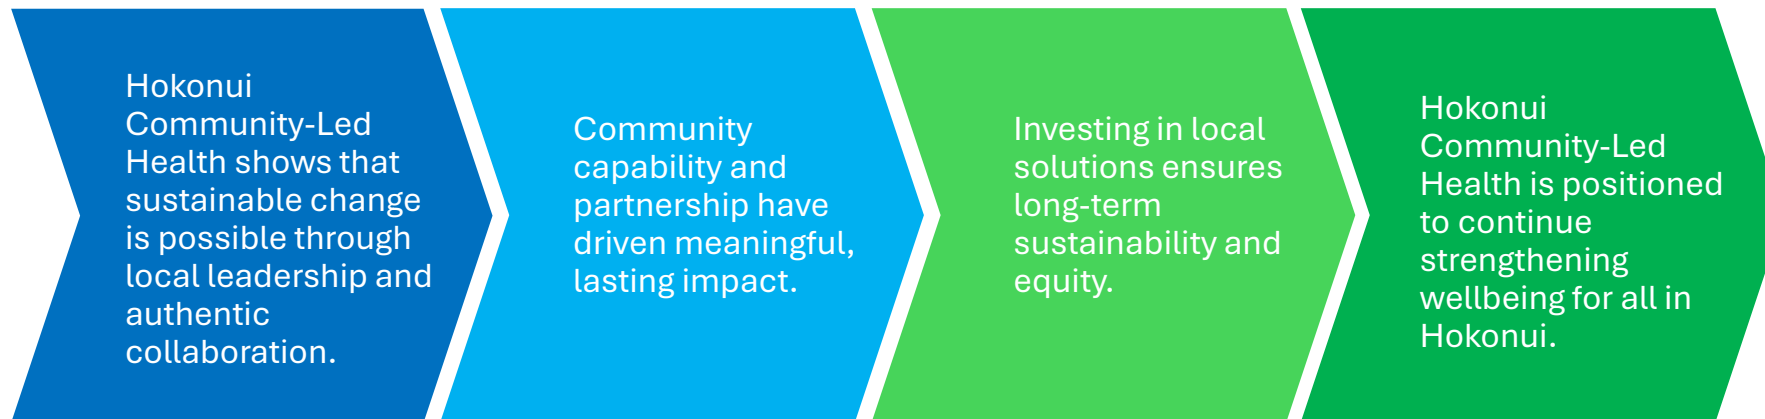 Hokonui
Community-Led
Health shows that
sustainable change
is possible through
local leadership and
authentic
collaboration.
Community
capability and
partnership have
driven meaningful,
lasting impact.
Investing in local
solutions ensures
long-term
sustainability and
equity.
Hokonui
Community-Led
Health is positioned
to continue
strengthening
wellbeing for all in
Hokonui.